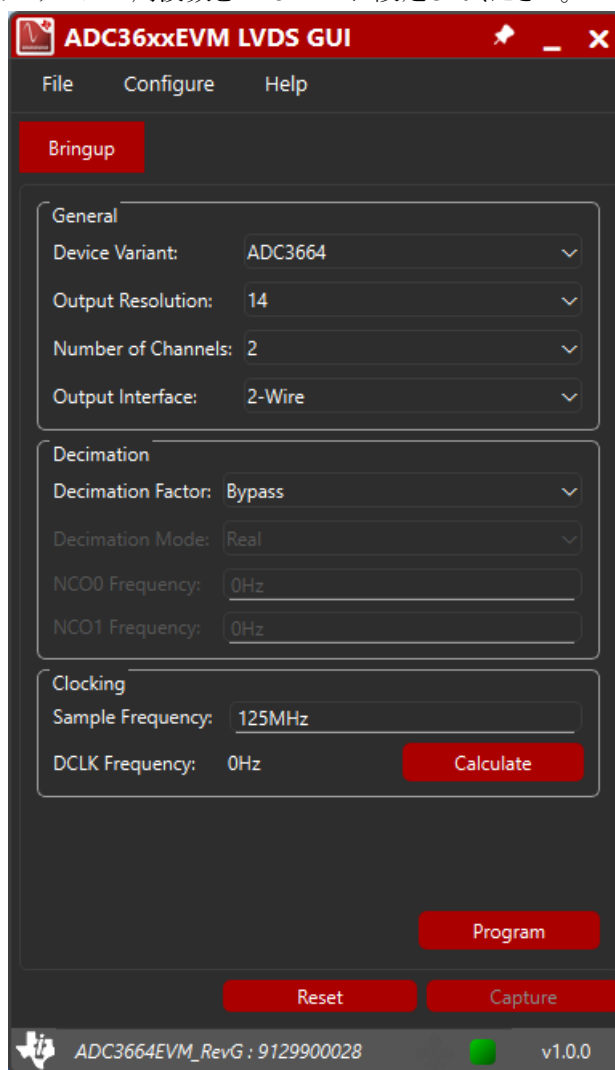 ADC36xxEVM LVDS GUI
File Configure Help
Bringup
General
Device Variant: ADC3664
Output Resolution: 14
Number of Channels: 2
Output Interface: 2-Wire
Decimation
Decimation Factor: Bypass
Decimation Mode: Real
NCO0 Frequency: 0Hz
NCO1 Frequency: 0Hz
Clocking
Sample Frequency: 125MHz
DCLK Frequency: 0Hz Calculate
Program
Reset Capture
ADC3664EVM_RevG : 9129900028 v1.0.0